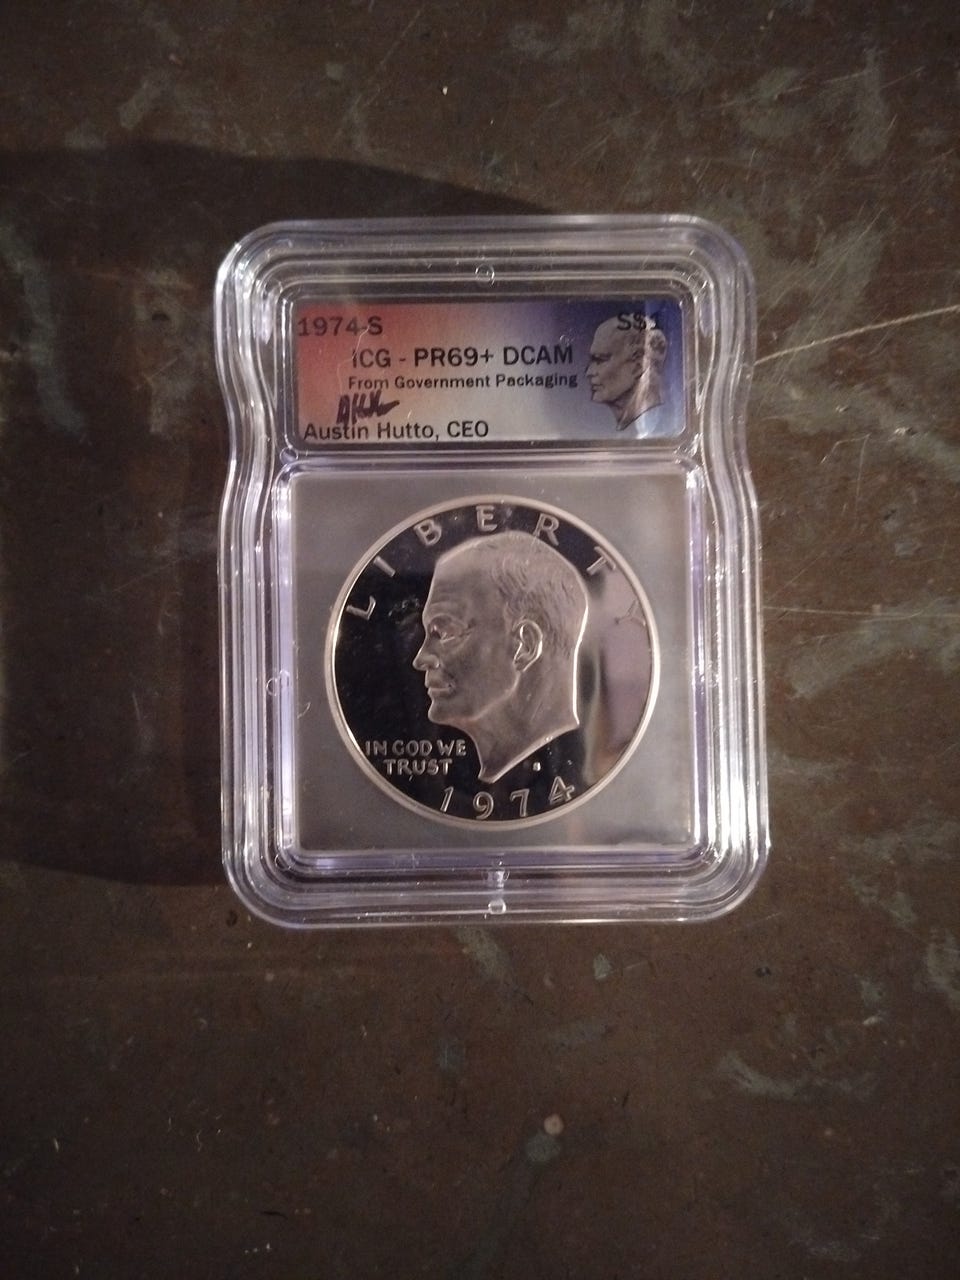 1974-S S$1
ICG - PR69+ DCAM
From Government Packaging
Austin Hutto, CEO
LIBERTY
IN GOD WE
TRUST
S
1974